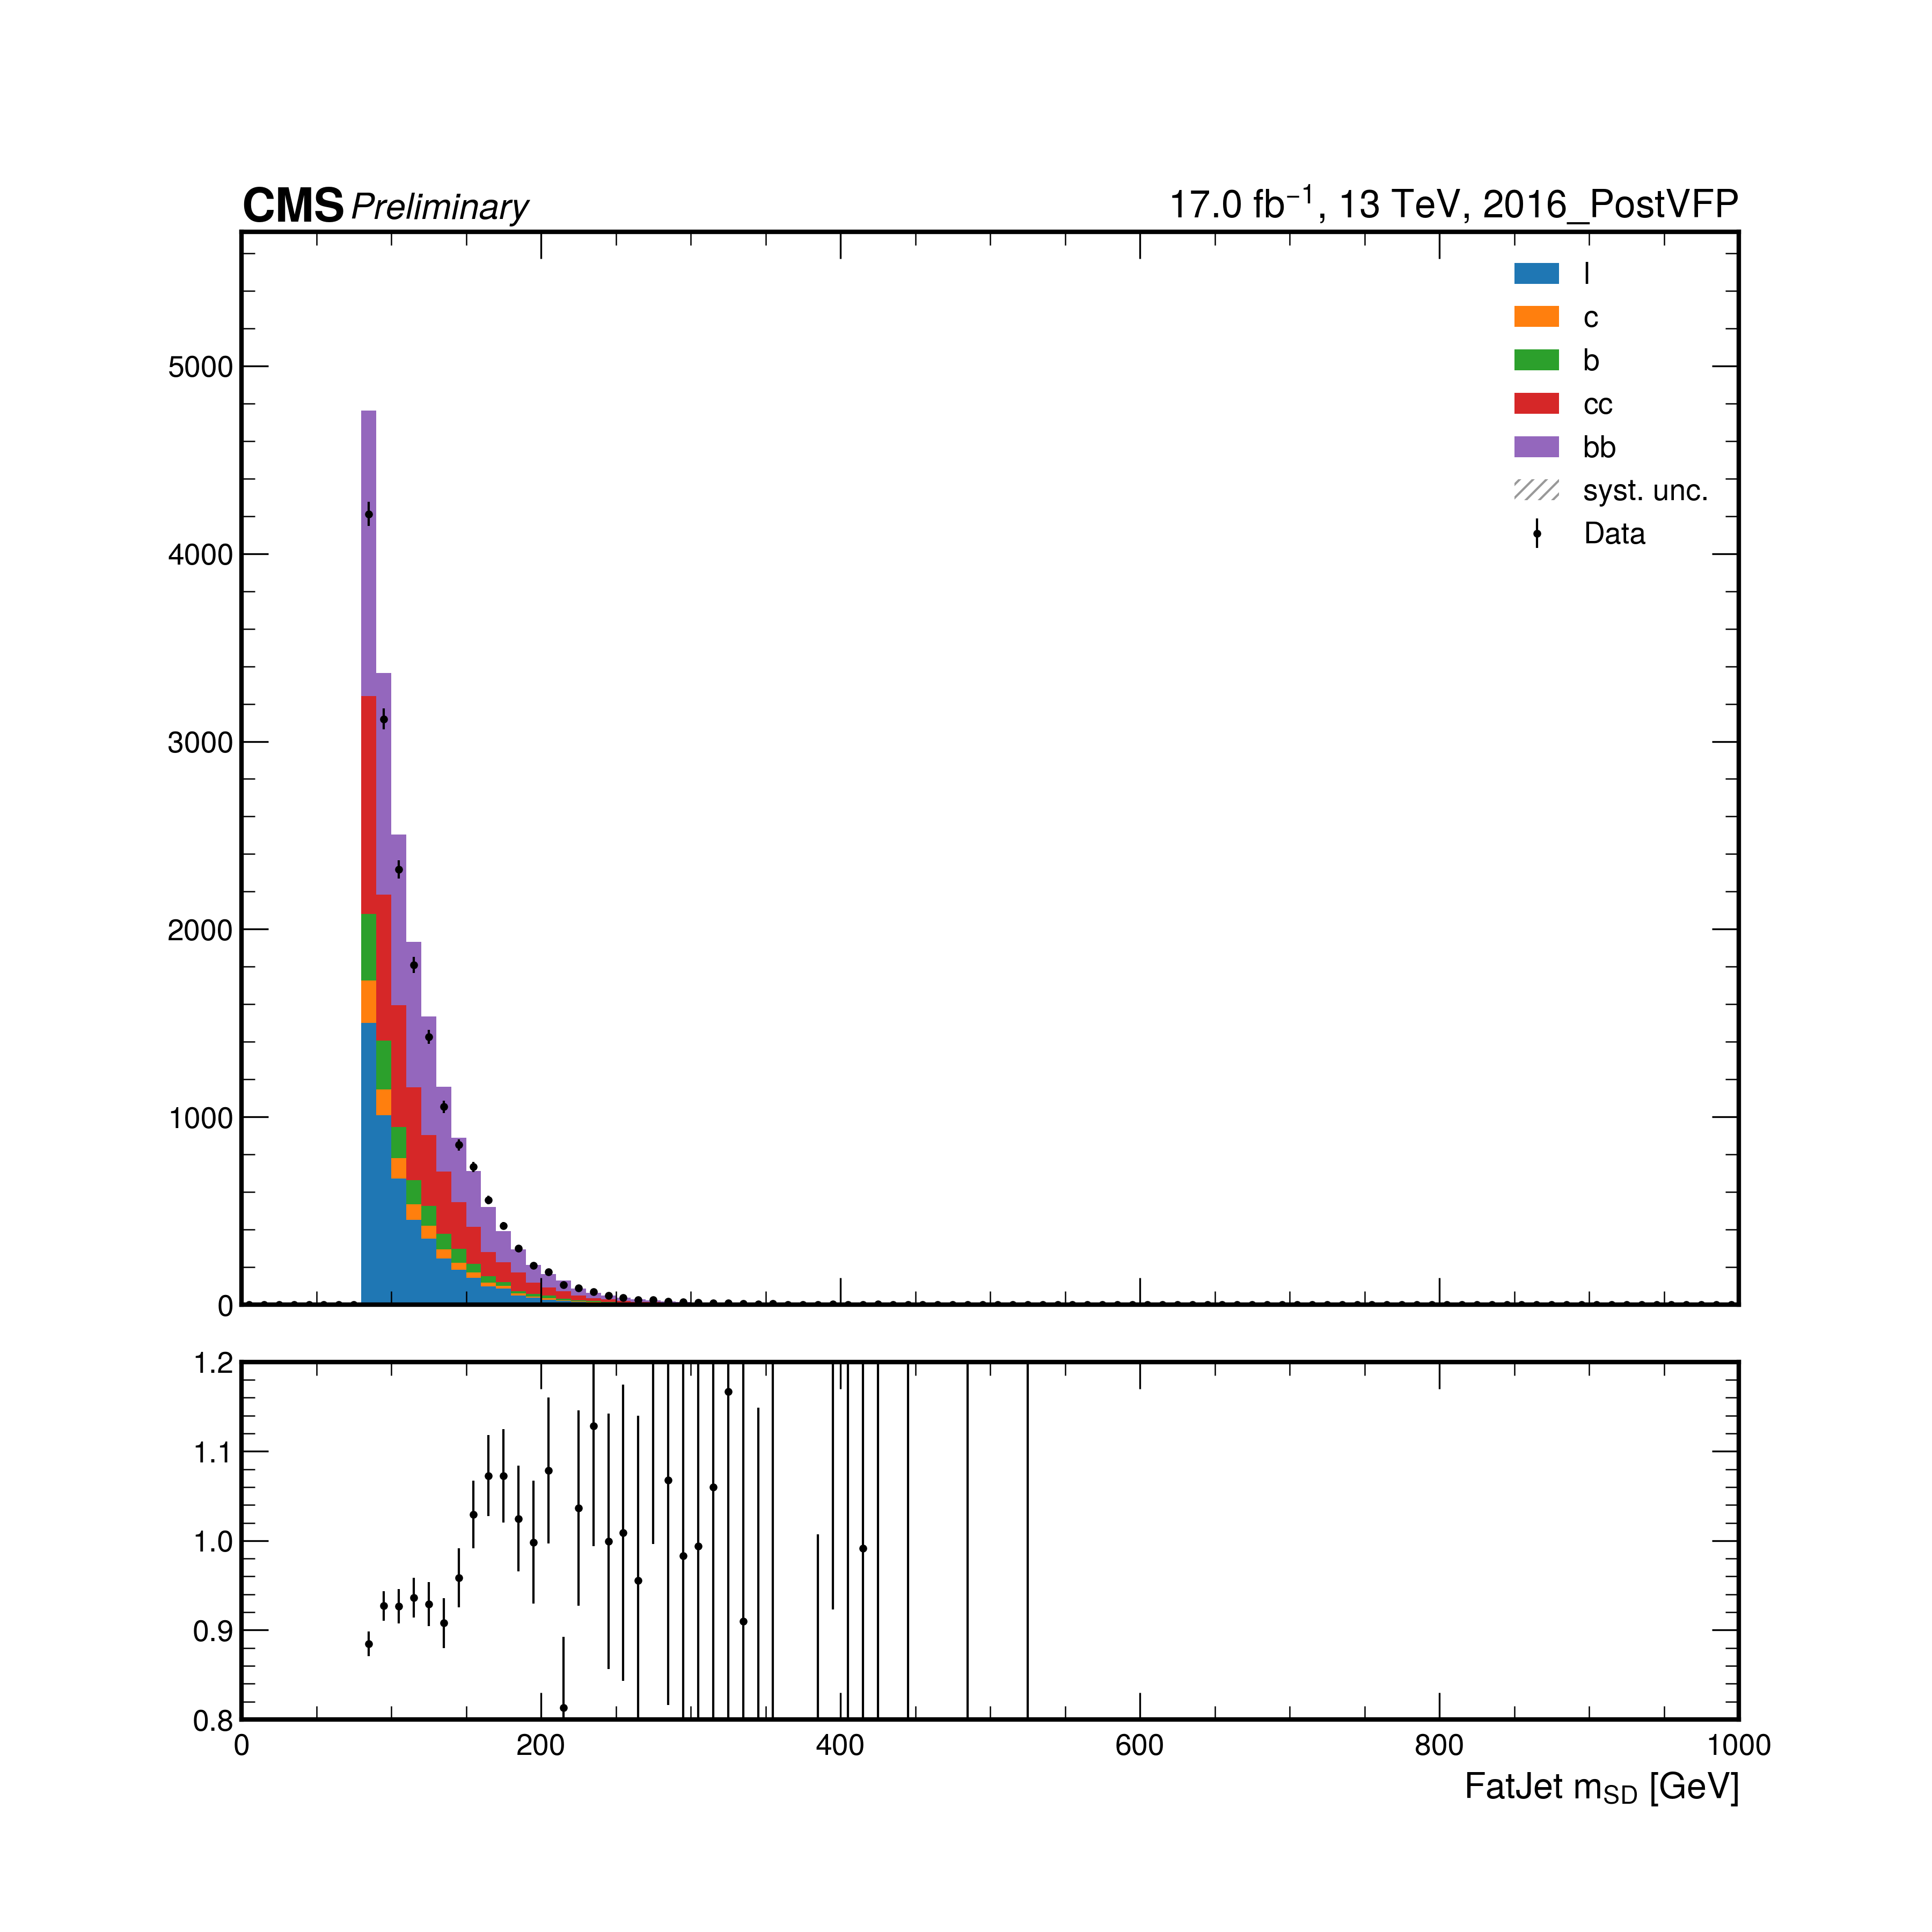 CMS Preliminary 17.0 fb⁻¹, 13 TeV, 2016_PostVFP
l
c
b
cc
bb
syst. unc.
Data
5000
4000
3000
2000
1000
0
1.2
1.1
1.0
0.9
0.8
0 200 400 600 800 1000
FatJet m_SD [GeV]